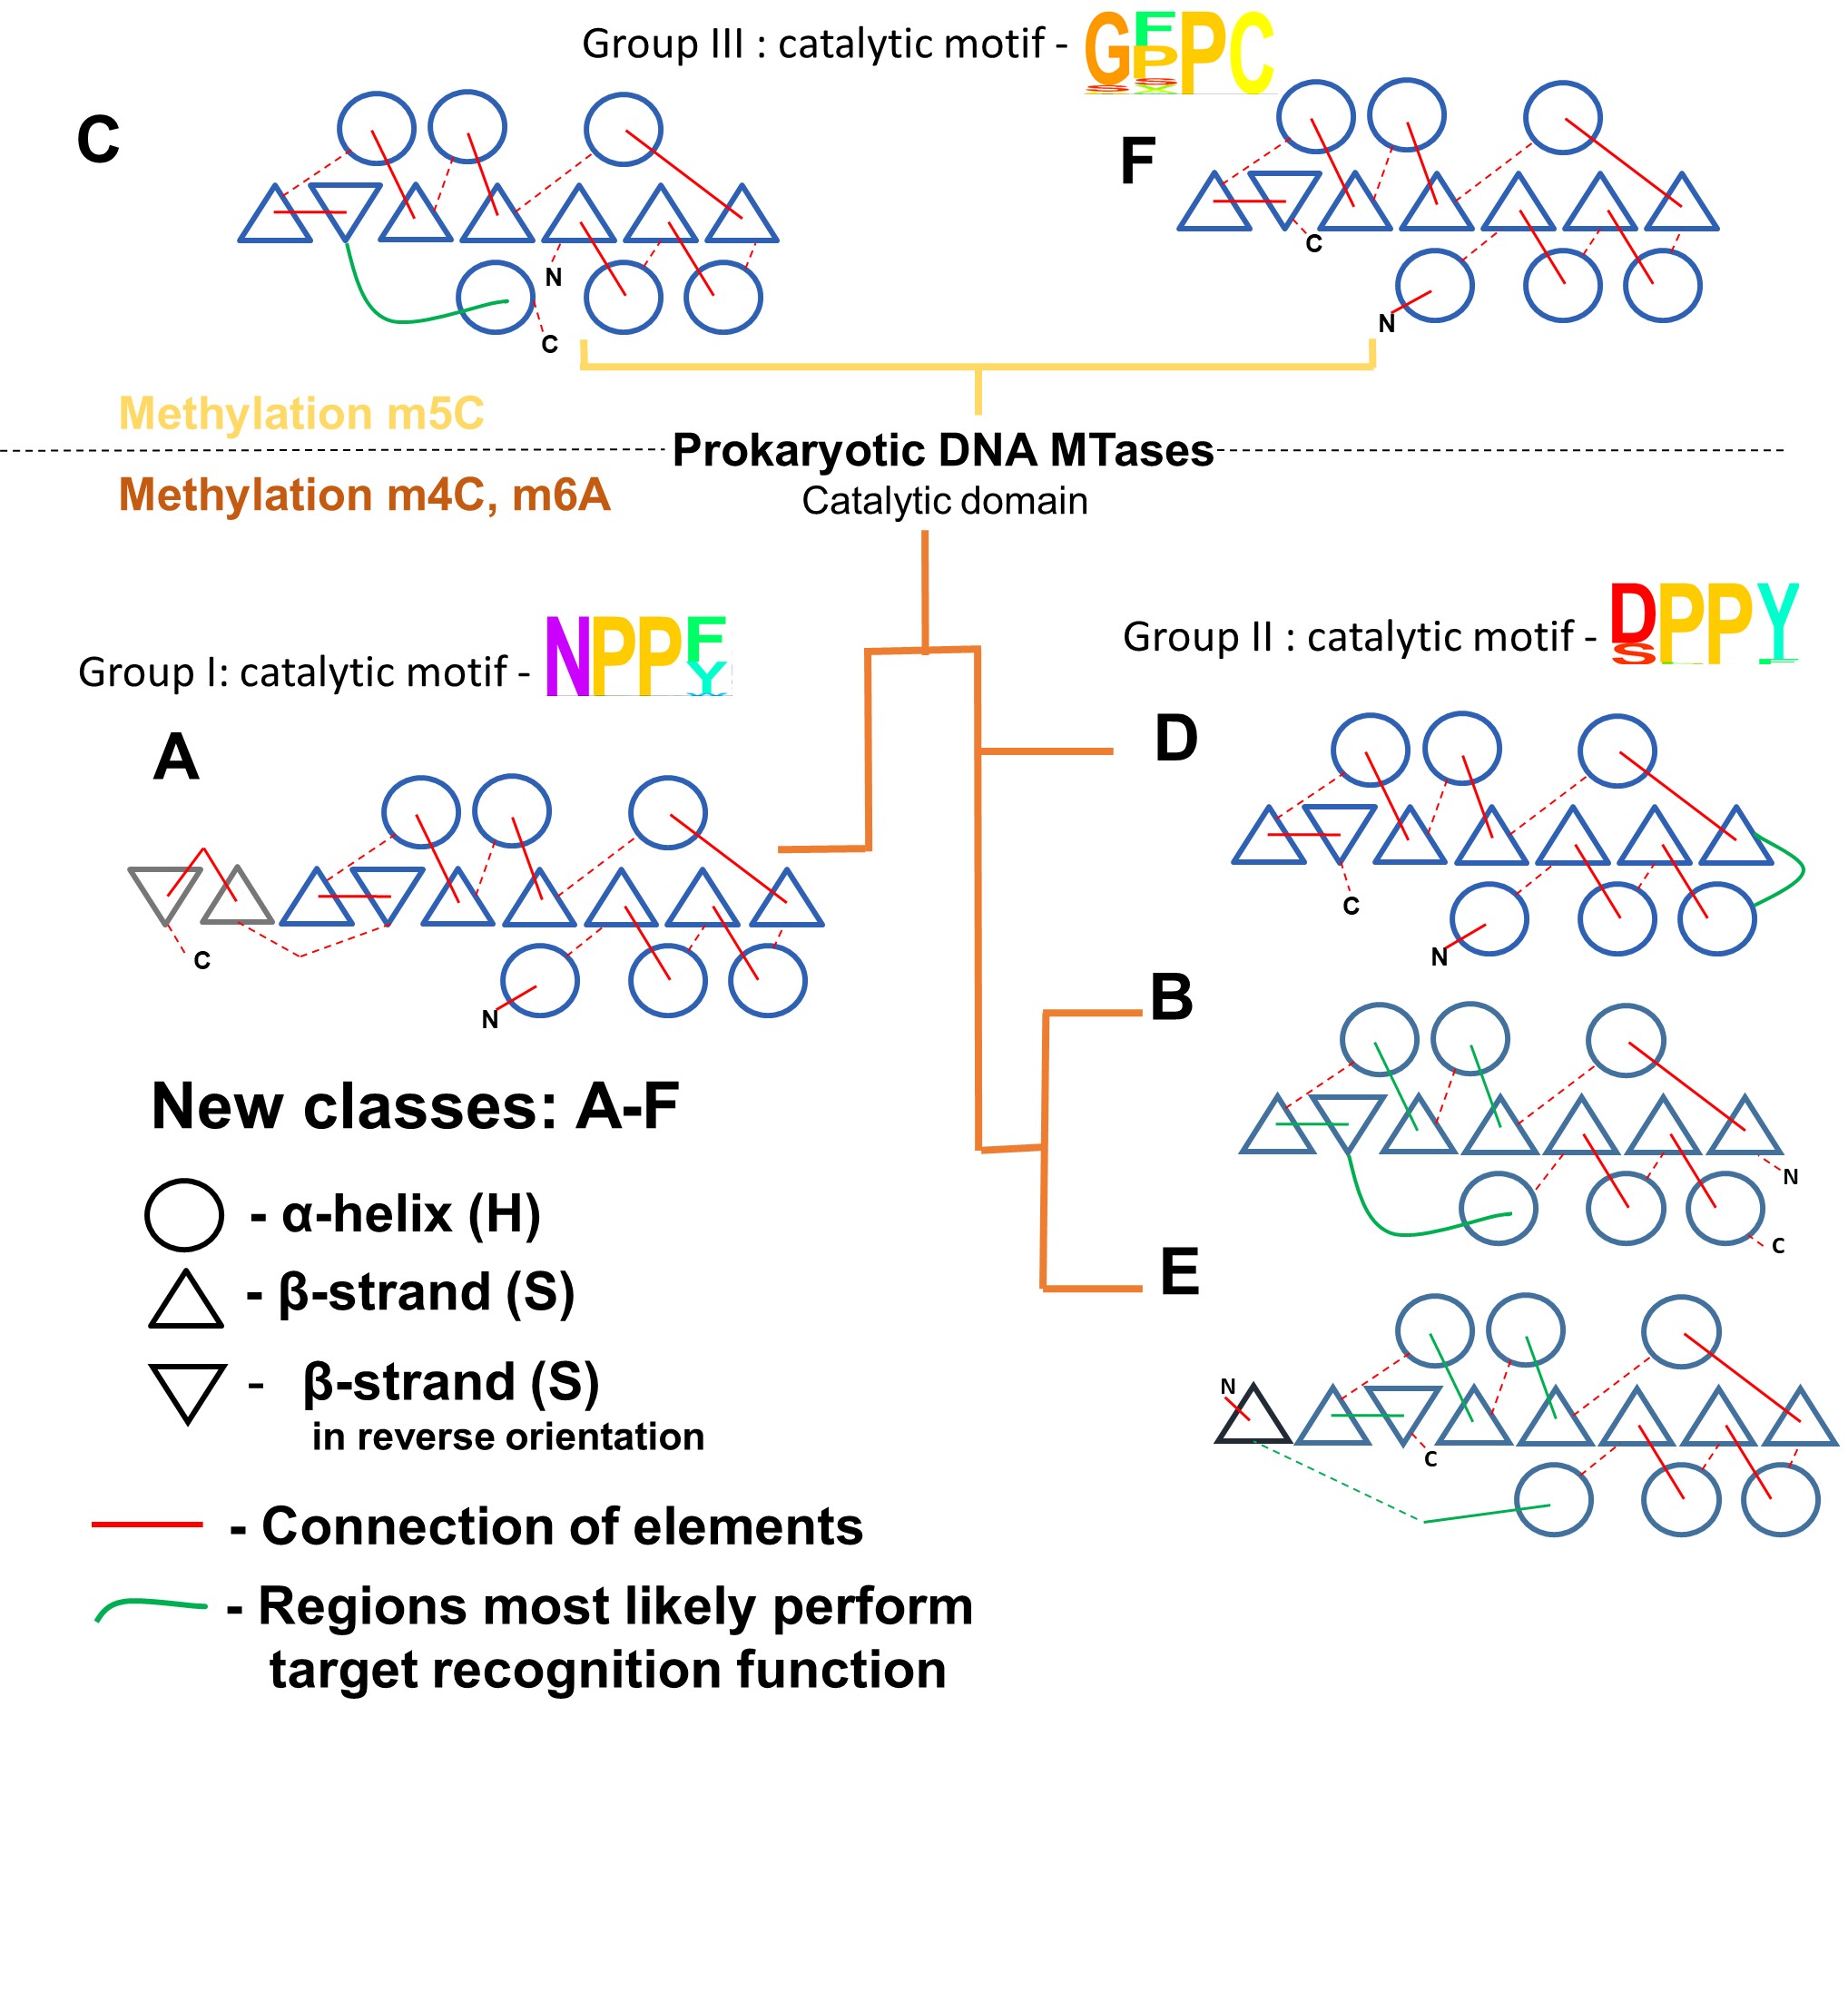 Group III : catalytic motif - GFPC
C
F
N
C
C
N
Methylation m5C
Prokaryotic DNA MTases
Methylation m4C, m6A
Catalytic domain
Group I: catalytic motif - NPPF
Y
Group II : catalytic motif - DPPY
S
A
C
N
D
C
N
B
N
C
E
N
C
New classes: A-F
- α-helix (H)
- β-strand (S)
- β-strand (S)
in reverse orientation
- Connection of elements
- Regions most likely perform
target recognition function